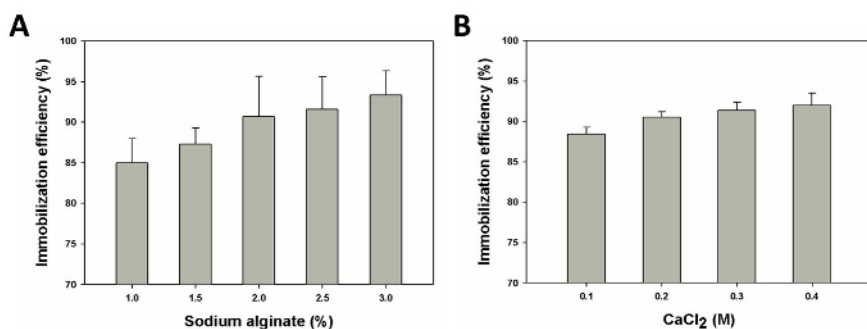 A
Immobilization efficiency (%)
100
95
90
85
80
75
70
1.0 1.5 2.0 2.5 3.0
Sodium alginate (%)
B
Immobilization efficiency (%)
100
95
90
85
80
75
70
0.1 0.2 0.3 0.4
CaCl2 (M)